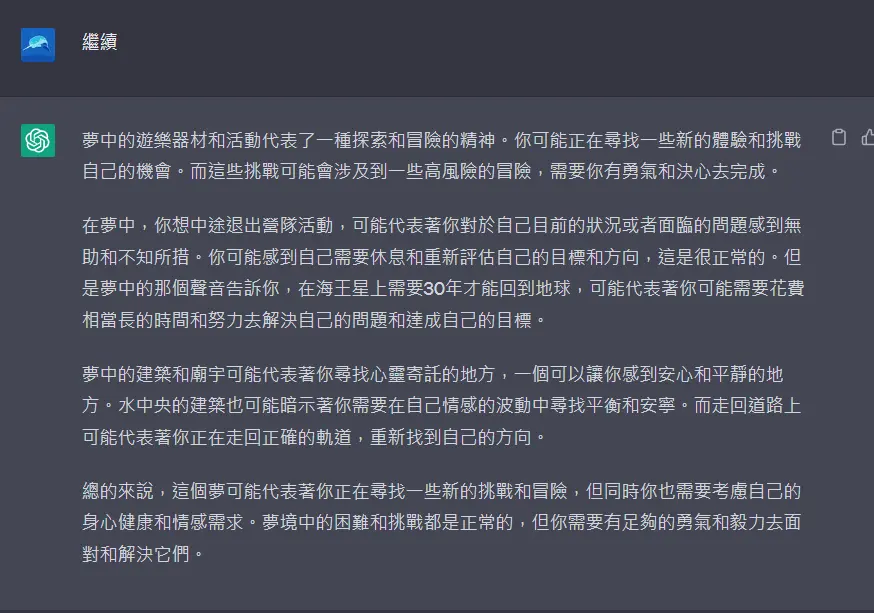 繼續
夢中的遊樂器材和活動代表了一種探索和冒險的精神。你可能正在尋找一些新的體驗和挑戰
自己的機會。而這些挑戰可能會涉及到一些高風險的冒險，需要你有勇氣和決心去完成。
在夢中，你想中途退出營隊活動，可能代表著你對於自己目前的狀況或者面臨的問題感到無
助和不知所措。你可能感到自己需要休息和重新評估自己的目標和方向，這是很正常的。但
是夢中的那個聲音告訴你，在海王星上需要30年才能回到地球，可能代表著你可能需要花費
相當長的時間和努力去解決自己的問題和達成自己的目標。
夢中的建築和廟宇可能代表著你尋找心靈寄託的地方，一個可以讓你感到安心和平靜的地
方。水中央的建築也可能暗示著你需要在自己情感的波動中尋找平衡和安寧。而走回道路上
可能代表著你正在走回正確的軌道，重新找到自己的方向。
總的來說，這個夢可能代表著你正在尋找一些新的挑戰和冒險，但同時你也需要考慮自己的
身心健康和情感需求。夢境中的困難和挑戰都是正常的，但你需要有足夠的勇氣和毅力去面
對和解決它們。